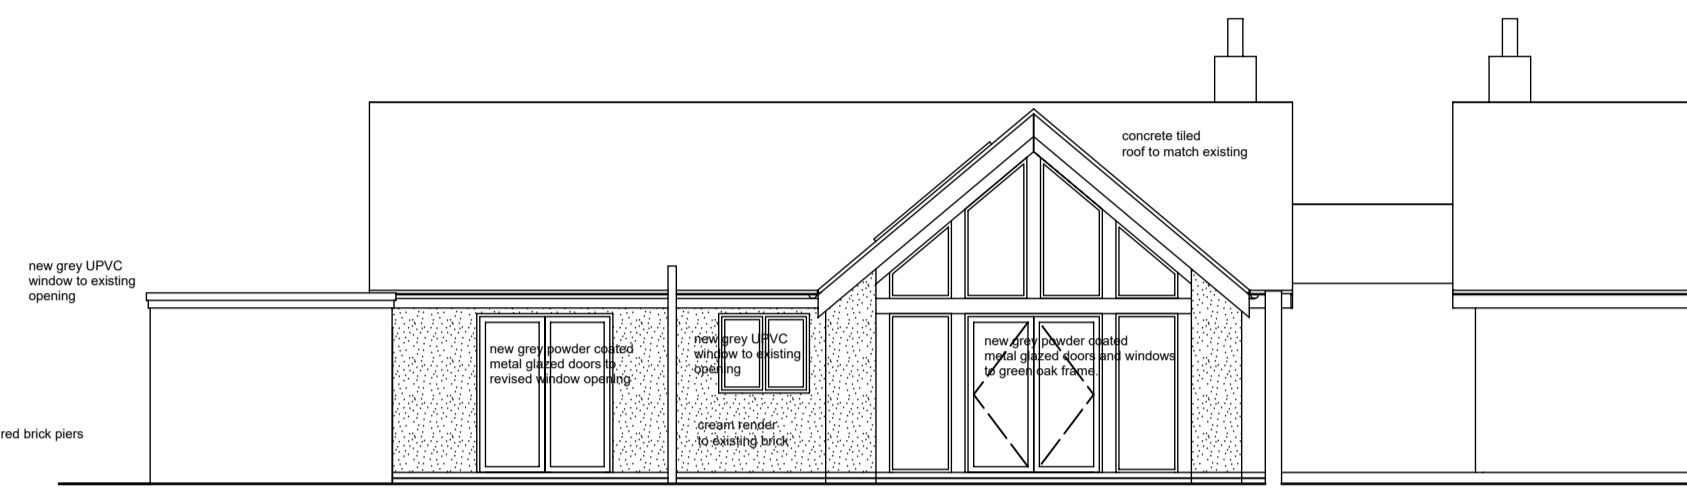 concrete tiled
roof to match existing
new grey UPVC
window to existing
opening
new grey powder coated
metal glazed doors to
revised window opening
new grey UPVC
window to existing
opening
new grey powder coated
metal glazed doors and windows
to green oak frame.
cream render
to existing brick
red brick piers